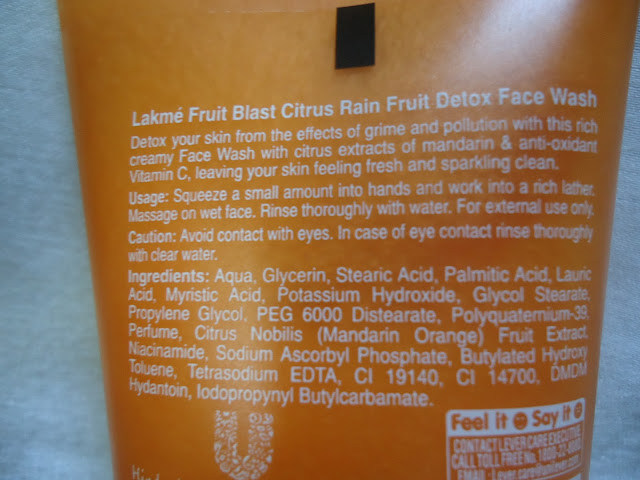 Lakmé Fruit Blast Citrus Rain Fruit Detox Face Wash
Detox your skin from the effects of grime and pollution with this rich
creamy Face Wash with citrus extracts of mandarin & anti-oxidant
Vitamin C, leaving your skin feeling fresh and sparkling clean.
Usage: Squeeze a small amount into hands and work into a rich lather.
Massage on wet face. Rinse thoroughly with water. For external use only.
Caution: Avoid contact with eyes. In case of eye contact rinse thoroughly
with clear water.
Ingredients: Aqua, Glycerin, Stearic Acid, Palmitic Acid, Lauric
Acid, Myristic Acid, Potassium Hydroxide, Glycol Stearate,
Propylene Glycol, PEG 6000 Distearate, Polyquaternium-39,
Perfume, Citrus Nobilis (Mandarin Orange) Fruit Extract,
Niacinamide, Sodium Ascorbyl Phosphate, Butylated Hydroxy
Toluene, Tetrasodium EDTA, CI 19140, CI 14700, DMDM
Hydantoin, Iodopropynyl Butylcarbamate.
Feel it Say it
CONTACT LEVER CARE EXECUTIVE
CALL TOLL FREE No.
EMAIL: